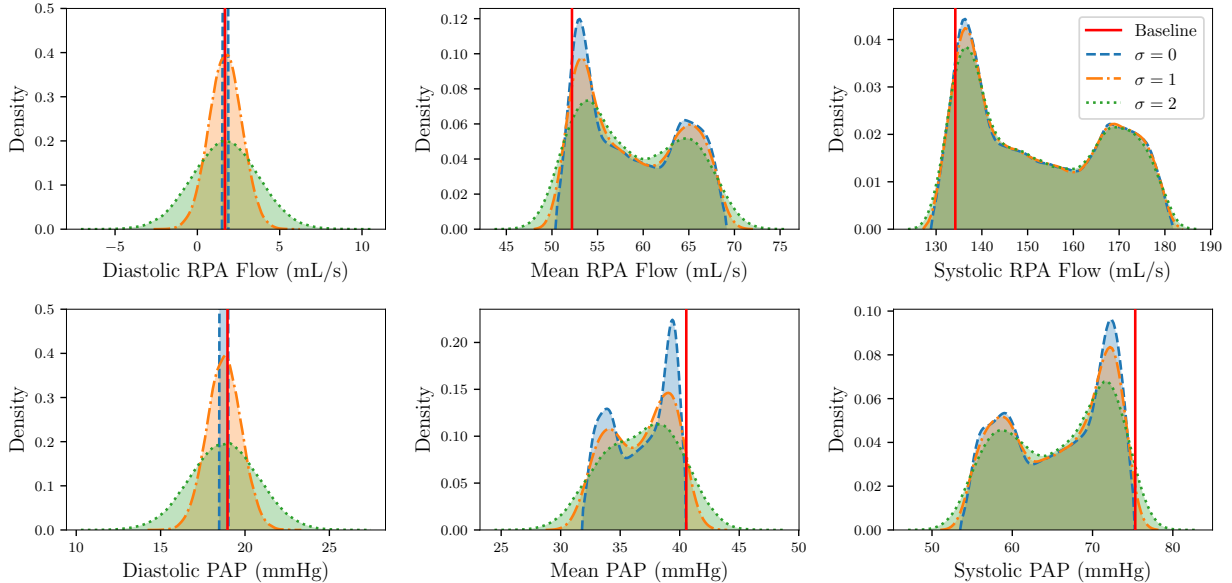 0.5
0.4
0.3
0.2
0.1
0.0
Density
−5 0 5 10
Diastolic RPA Flow (mL/s)
0.12
0.10
0.08
0.06
0.04
0.02
0.00
Density
45 50 55 60 65 70 75
Mean RPA Flow (mL/s)
0.04
0.03
0.02
0.01
0.00
Density
130 140 150 160 170 180 190
Systolic RPA Flow (mL/s)
Baseline
σ = 0
σ = 1
σ = 2
0.5
0.4
0.3
0.2
0.1
0.0
Density
10 15 20 25
Diastolic PAP (mmHg)
0.20
0.15
0.10
0.05
0.00
Density
25 30 35 40 45 50
Mean PAP (mmHg)
0.10
0.08
0.06
0.04
0.02
0.00
Density
50 60 70 80
Systolic PAP (mmHg)